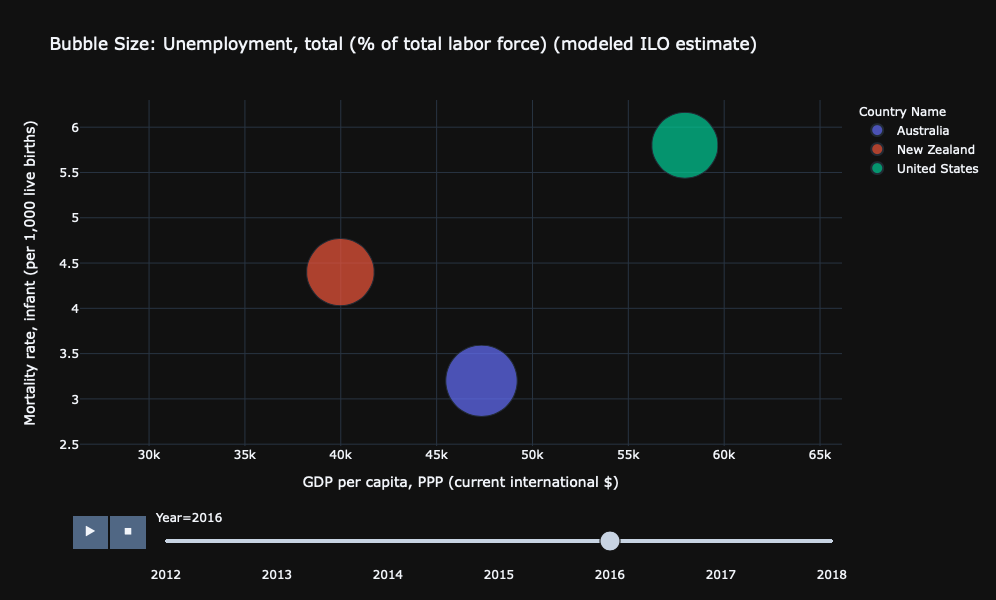 Bubble Size: Unemployment, total (% of total labor force) (modeled ILO estimate)
Country Name
Australia
New Zealand
United States
Mortality rate, infant (per 1,000 live births)
6
5.5
5
4.5
4
3.5
3
2.5
30k 35k 40k 45k 50k 55k 60k 65k
GDP per capita, PPP (current international $)
Year=2016
2012 2013 2014 2015 2016 2017 2018